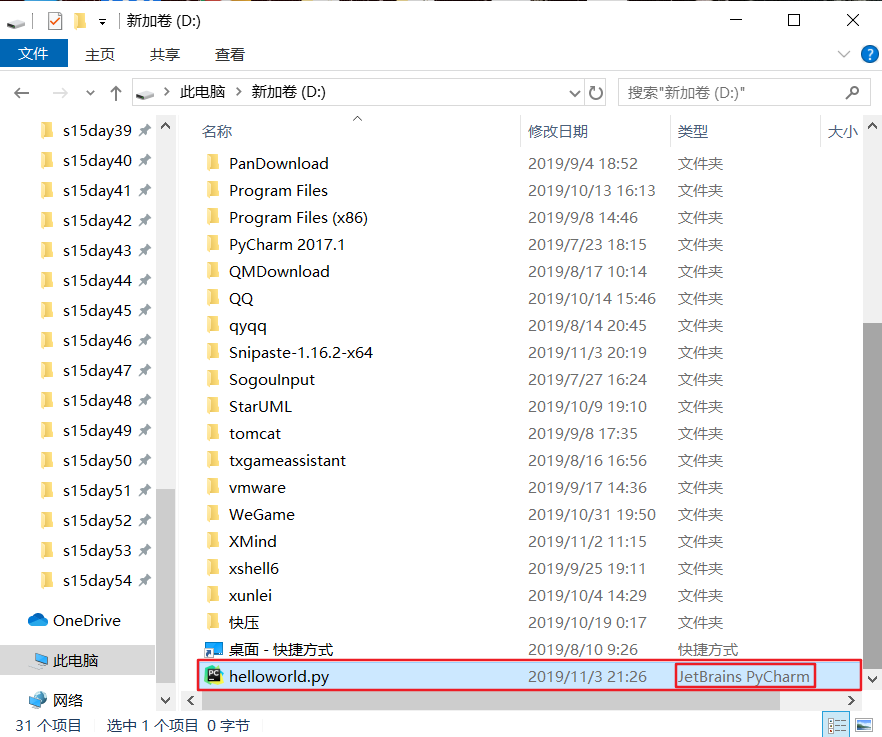 新加卷 (D:)
文件 主页 共享 查看
此电脑 新加卷 (D:) 搜索"新加卷 (D:)"
名称 修改日期 类型 大小
s15day39
s15day40
s15day41
s15day42
s15day43
s15day44
s15day45
s15day46
s15day47
s15day48
s15day49
s15day50
s15day51
s15day52
s15day53
s15day54
OneDrive
此电脑
网络
PanDownload 2019/9/4 18:52 文件夹
Program Files 2019/10/13 16:13 文件夹
Program Files (x86) 2019/9/8 14:46 文件夹
PyCharm 2017.1 2019/7/23 18:15 文件夹
QMDownload 2019/8/17 10:14 文件夹
QQ 2019/10/14 15:46 文件夹
qyqq 2019/8/14 20:45 文件夹
Snipaste-1.16.2-x64 2019/11/3 20:19 文件夹
SogouInput 2019/7/27 16:24 文件夹
StarUML 2019/10/9 19:10 文件夹
tomcat 2019/9/8 17:35 文件夹
txgameassistant 2019/8/16 16:56 文件夹
vmware 2019/9/17 14:36 文件夹
WeGame 2019/10/31 19:50 文件夹
XMind 2019/11/2 11:15 文件夹
xshell6 2019/9/25 19:11 文件夹
xunlei 2019/10/4 14:29 文件夹
快压 2019/10/19 0:17 文件夹
桌面 - 快捷方式 2019/8/10 9:26 快捷方式
helloworld.py 2019/11/3 21:26 JetBrains PyCharm
31 个项目 选中 1 个项目 0 字节